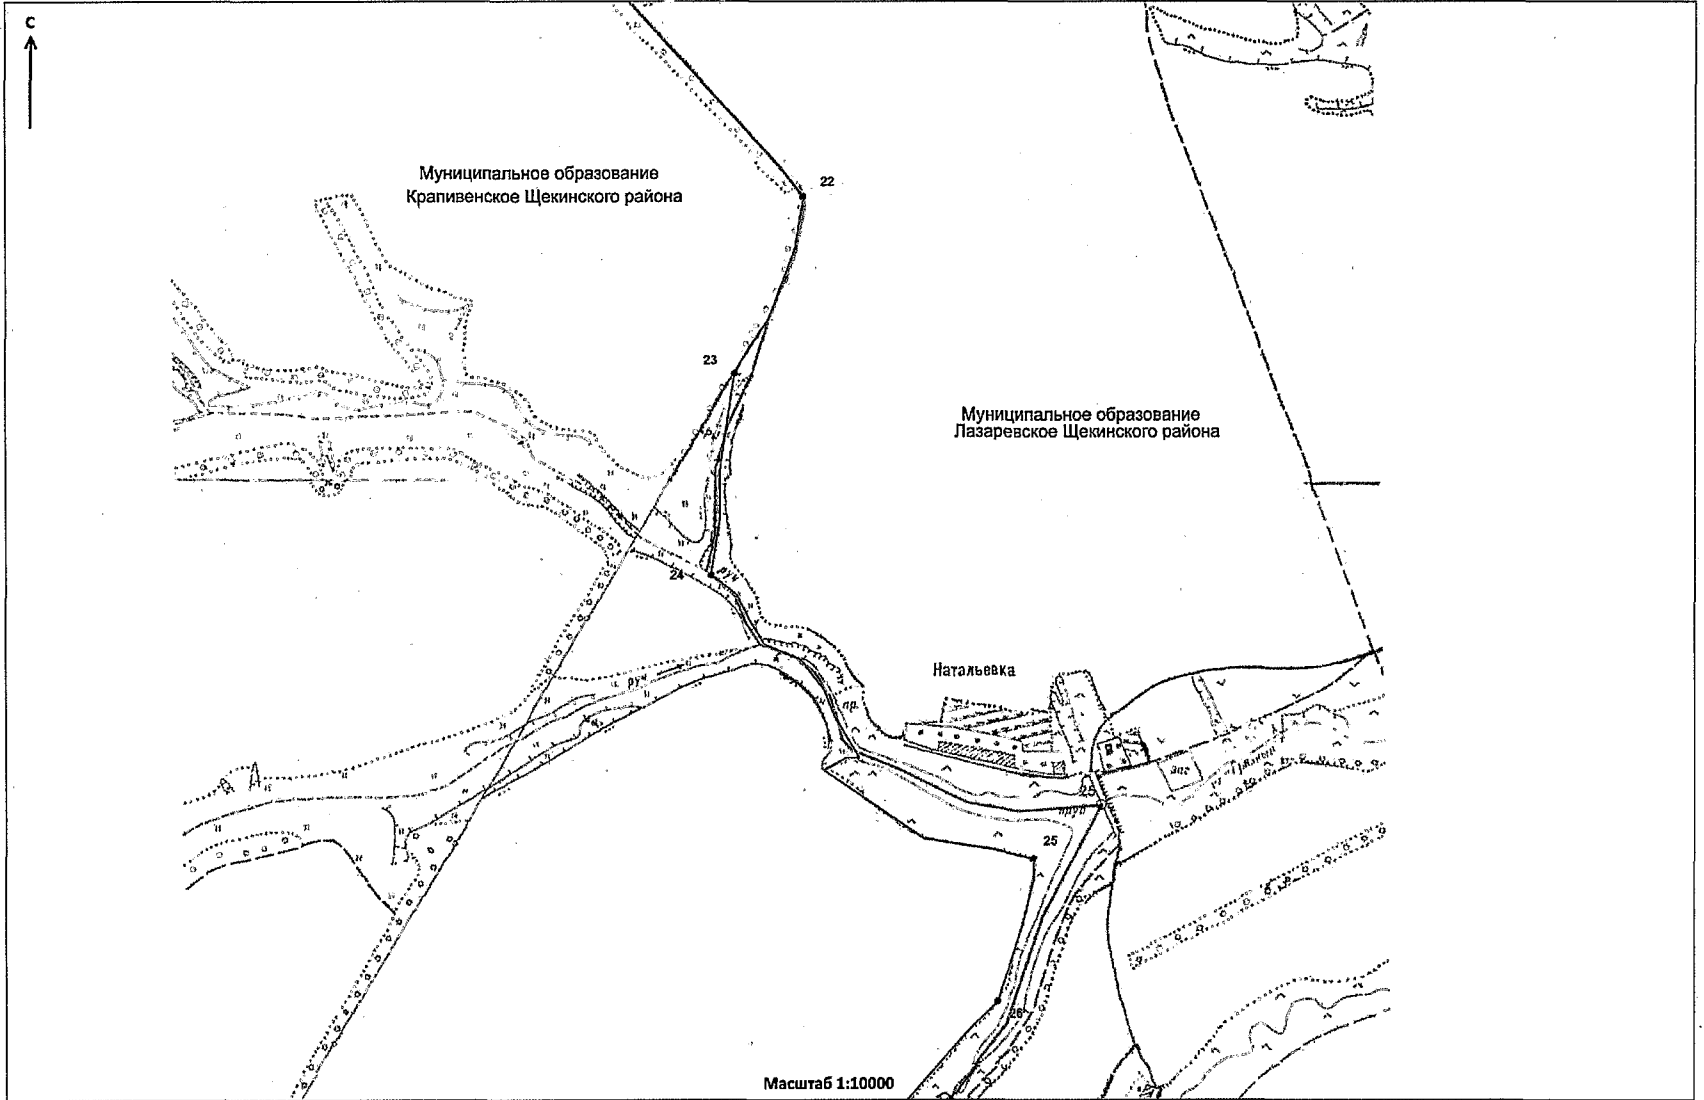 С
Муниципальное образование
Крапивенское Щекинского района
22
23
Муниципальное образование
Лазаревское Щекинского района
24
руч
руч
Натальевка
пр.
25
25
26
Масштаб 1:10000